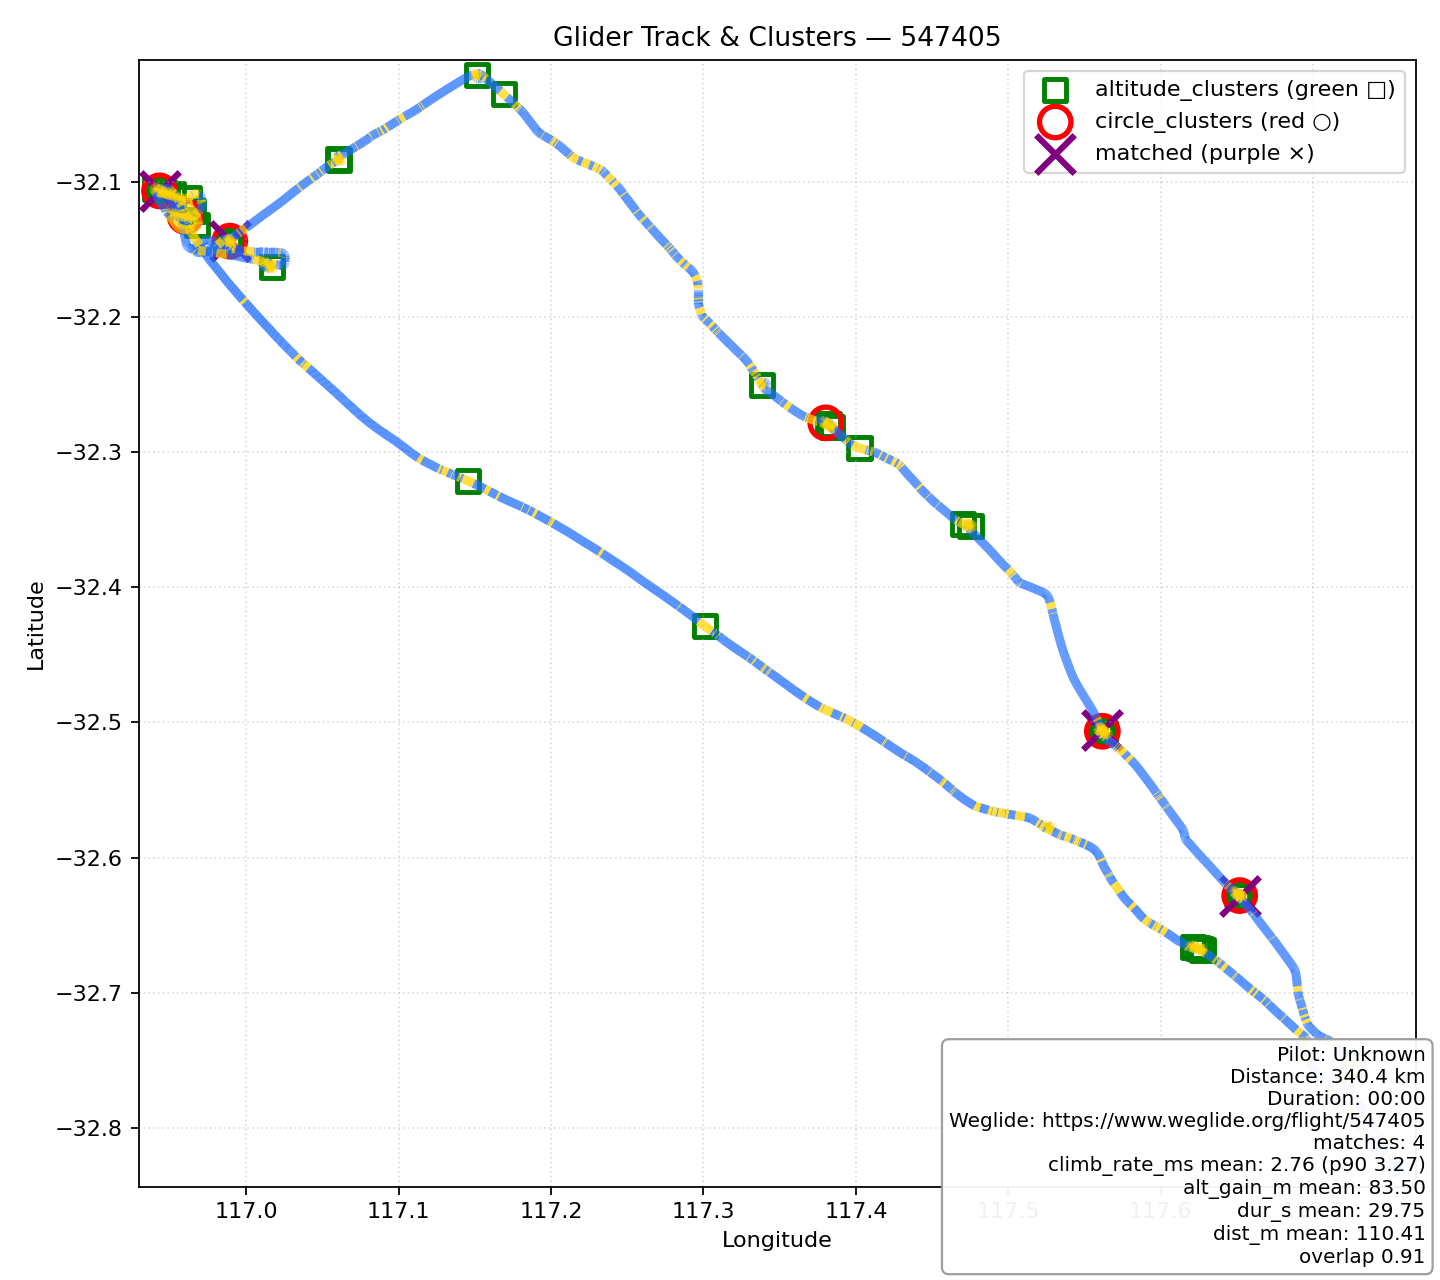 Glider Track & Clusters — 547405
altitude_clusters (green □)
circle_clusters (red ○)
matched (purple ×)
−32.1
−32.2
−32.3
−32.4
−32.5
−32.6
−32.7
−32.8
Latitude
117.0
117.1
117.2
117.3
117.4
117.5
117.6
Longitude
Pilot: Unknown
Distance: 340.4 km
Duration: 00:00
Weglide: https://www.weglide.org/flight/547405
matches: 4
climb_rate_ms mean: 2.76 (p90 3.27)
alt_gain_m mean: 83.50
dur_s mean: 29.75
dist_m mean: 110.41
overlap 0.91